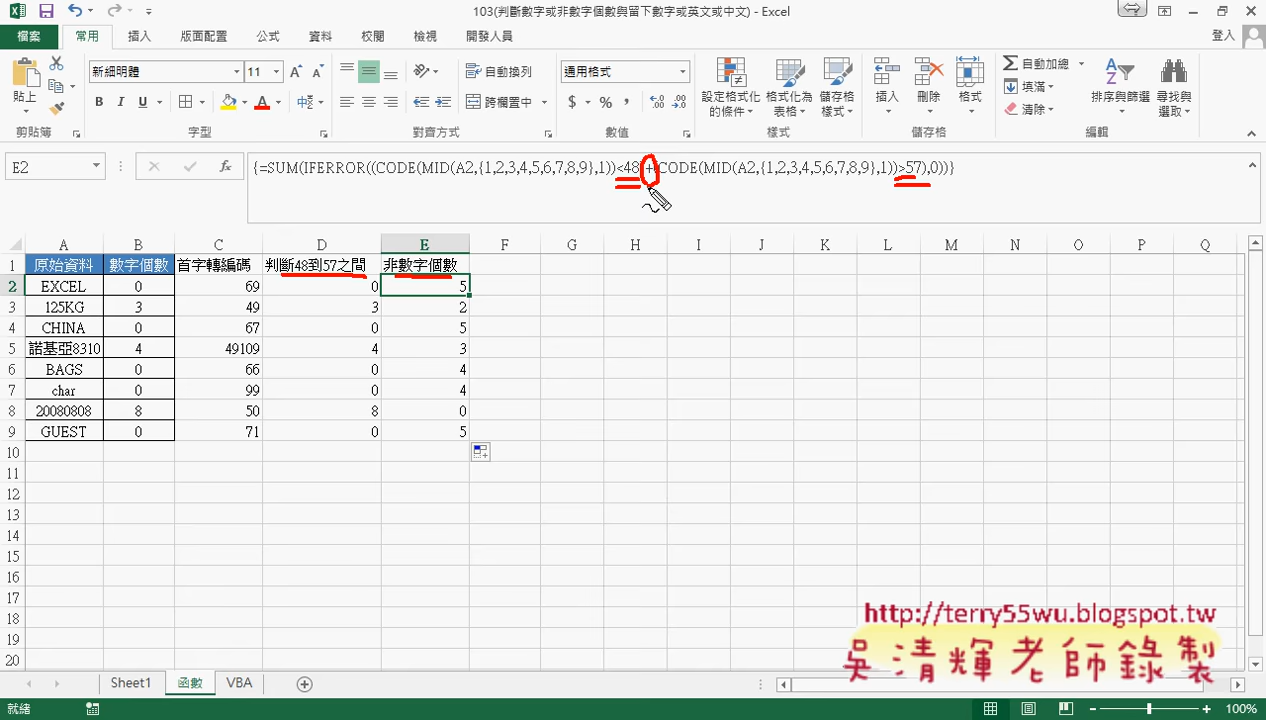 103(判斷數字或非數字個數與留下數字或英文或中文) - Excel
檔案 常用 插入 版面配置 公式 資料 校閱 檢視 開發人員 登入
貼上 新細明體 11 自動換列 通用格式 設定格式化的條件 格式化為表格 儲存格樣式 插入 刪除 格式 自動加總 填滿 清除 排序與篩選 尋找與選取
B I U A 中 跨欄置中 $ % ,
剪貼簿 字型 對齊方式 數值 樣式 儲存格 編輯
E2 fx {=SUM(IFERROR((CODE(MID(A2,{1,2,3,4,5,6,7,8,9},1))<48)+(CODE(MID(A2,{1,2,3,4,5,6,7,8,9},1))>57),0))}
A B C D E F G H I J K L M N O P Q
1 原始資料 數字個數 首字轉編碼 判斷48到57之間 非數字個數
2 EXCEL 0 69 0 5
3 125KG 3 49 3 2
4 CHINA 0 67 0 5
5 諾基亞8310 4 49109 4 3
6 BAGS 0 66 0 4
7 char 0 99 0 4
8 20080808 8 50 8 0
9 GUEST 0 71 0 5
10
11
12
13
14
15
16
17
18
19
20
http://terry55wu.blogspot.tw
吳清輝老師錄製
Sheet1 函數 VBA
就緒 100%